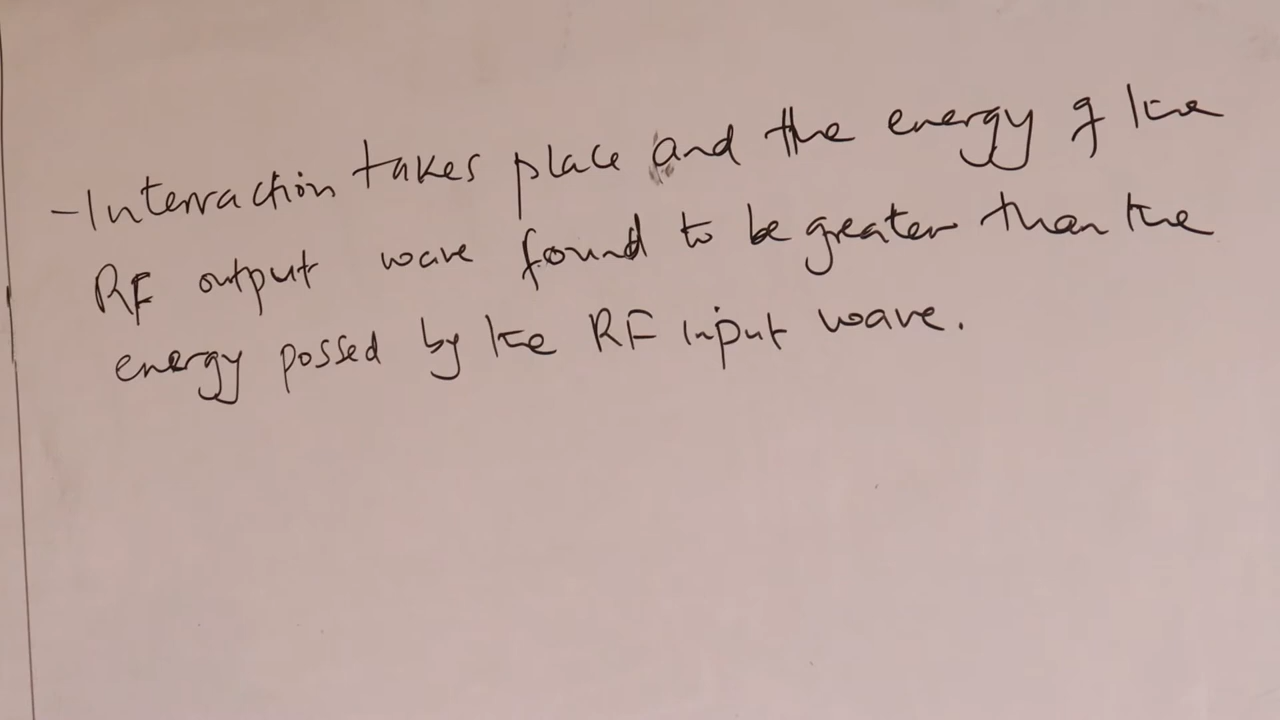 -Interraction takes place and the energy of the
RF output wave found to be greater than the
energy possed by the RF input wave.